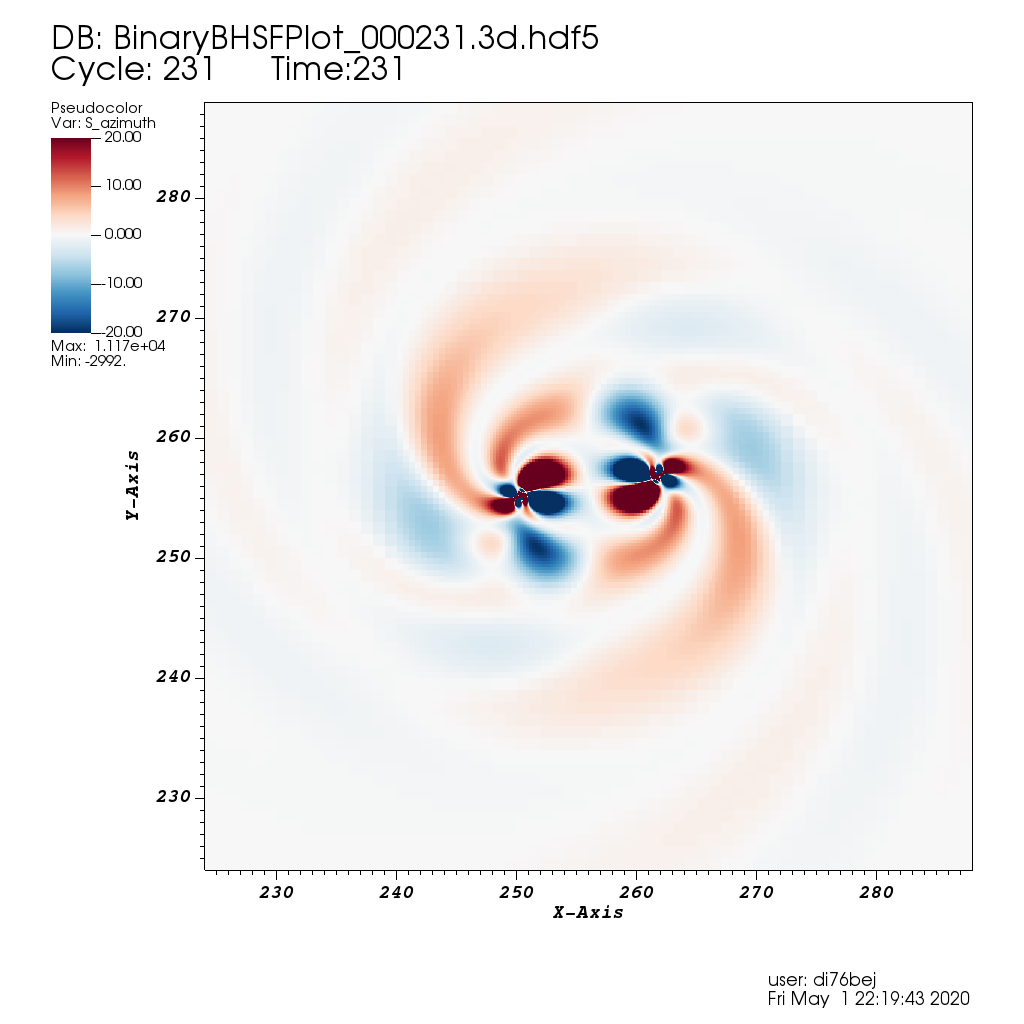 DB: BinaryBHSFPlot_000231.3d.hdf5
Cycle: 231 Time:231
Pseudocolor
Var: S_azimuth
20.00
10.00
0.000
-10.00
-20.00
Max: 1.117e+04
Min: -2992.
280
270
260
250
240
230
Y-Axis
230 240 250 260 270 280
X-Axis
user: di76bej
Fri May 1 22:19:43 2020